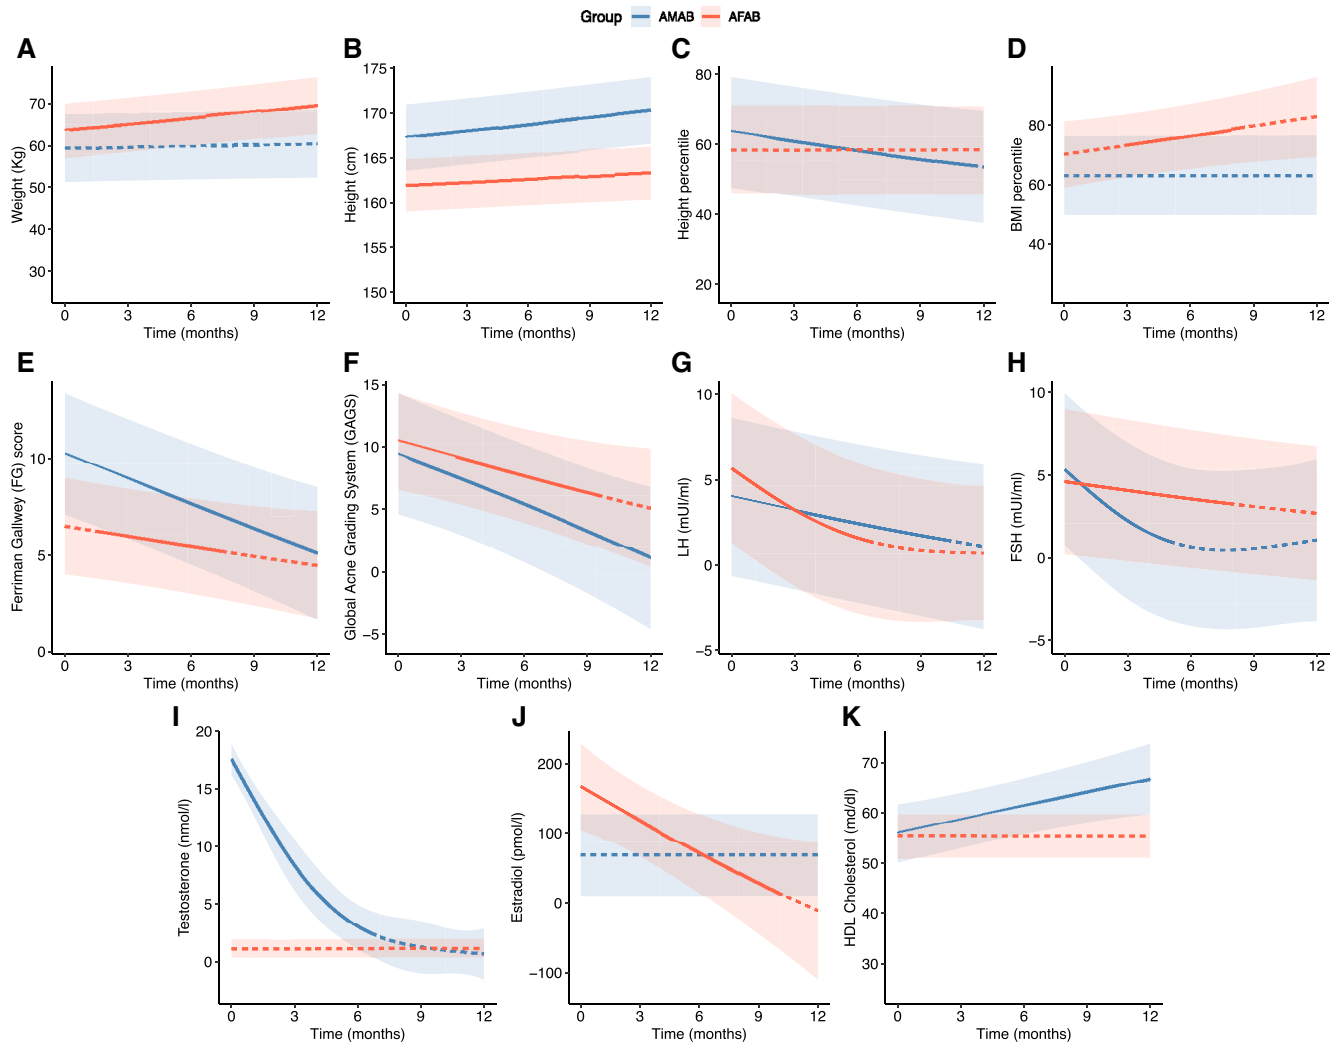 Group AMAB AFAB
A B C D
Weight (Kg)
70
60
50
40
30
0 3 6 9 12
Time (months)
Height (cm)
175
170
165
160
155
150
0 3 6 9 12
Time (months)
Height percentile
80
60
40
20
0 3 6 9 12
Time (months)
BMI percentile
80
60
40
0 3 6 9 12
Time (months)
E F G H
Ferriman Gallwey (FG) score
10
5
0
0 3 6 9 12
Time (months)
Global Acne Grading System (GAGS)
15
10
5
0
−5
0 3 6 9 12
Time (months)
LH (mUI/ml)
10
5
0
−5
0 3 6 9 12
Time (months)
FSH (mUI/ml)
10
5
0
−5
0 3 6 9 12
Time (months)
I J K
Testosterone (nmol/l)
20
15
10
5
0
0 3 6 9 12
Time (months)
Estradiol (pmol/l)
200
100
0
−100
0 3 6 9 12
Time (months)
HDL Cholesterol (md/dl)
70
60
50
40
30
0 3 6 9 12
Time (months)